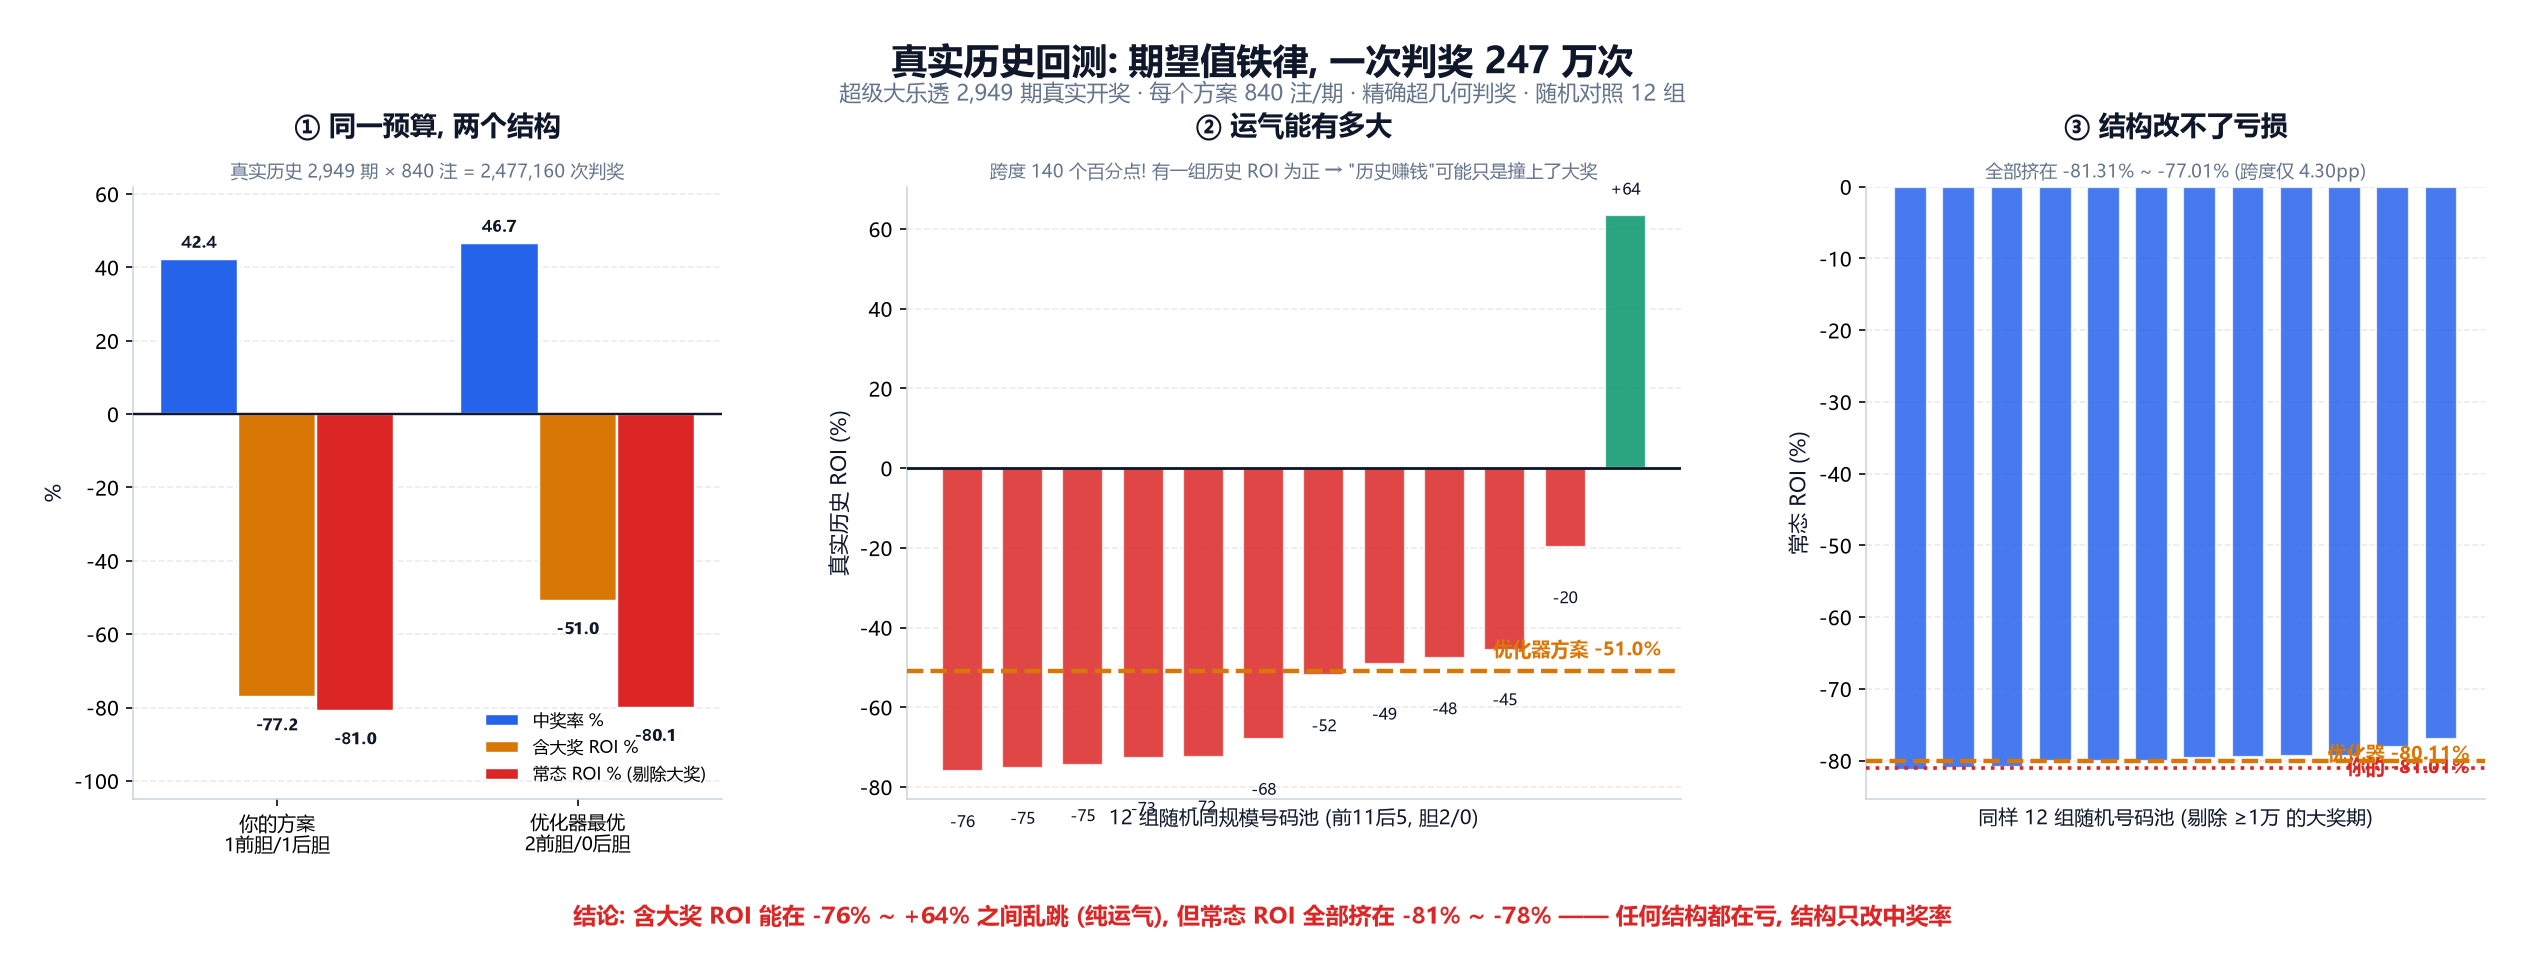 真实历史回测: 期望值铁律, 一次判奖 247 万次
超级大乐透 2,949 期真实开奖 · 每个方案 840 注/期 · 精确超几何判奖 · 随机对照 12 组
① 同一预算, 两个结构
真实历史 2,949 期 × 840 注 = 2,477,160 次判奖
%
60
40
20
0
-20
-40
-60
-80
-100
42.4
-77.2
-81.0
46.7
-51.0
-80.1
中奖率 %
含大奖 ROI %
常态 ROI % (剔除大奖)
你的方案
1前胆/1后胆
优化器最优
2前胆/0后胆
② 运气能有多大
跨度 140 个百分点! 有一组历史 ROI 为正 → "历史赚钱"可能只是撞上了大奖
真实历史 ROI (%)
60
40
20
0
-20
-40
-60
-80
-76
-75
-75
-73
-72
-68
-52
-49
-48
-45
-20
+64
优化器方案 -51.0%
12 组随机同规模号码池 (前11后5, 胆2/0)
③ 结构改不了亏损
全部挤在 -81.31% ~ -77.01% (跨度仅 4.30pp)
常态 ROI (%)
0
-10
-20
-30
-40
-50
-60
-70
-80
优化器 -80.11%
你的 -81.01%
同样 12 组随机号码池 (剔除 ≥1万 的大奖期)
结论: 含大奖 ROI 能在 -76% ~ +64% 之间乱跳 (纯运气), 但常态 ROI 全部挤在 -81% ~ -78% —— 任何结构都在亏, 结构只改中奖率